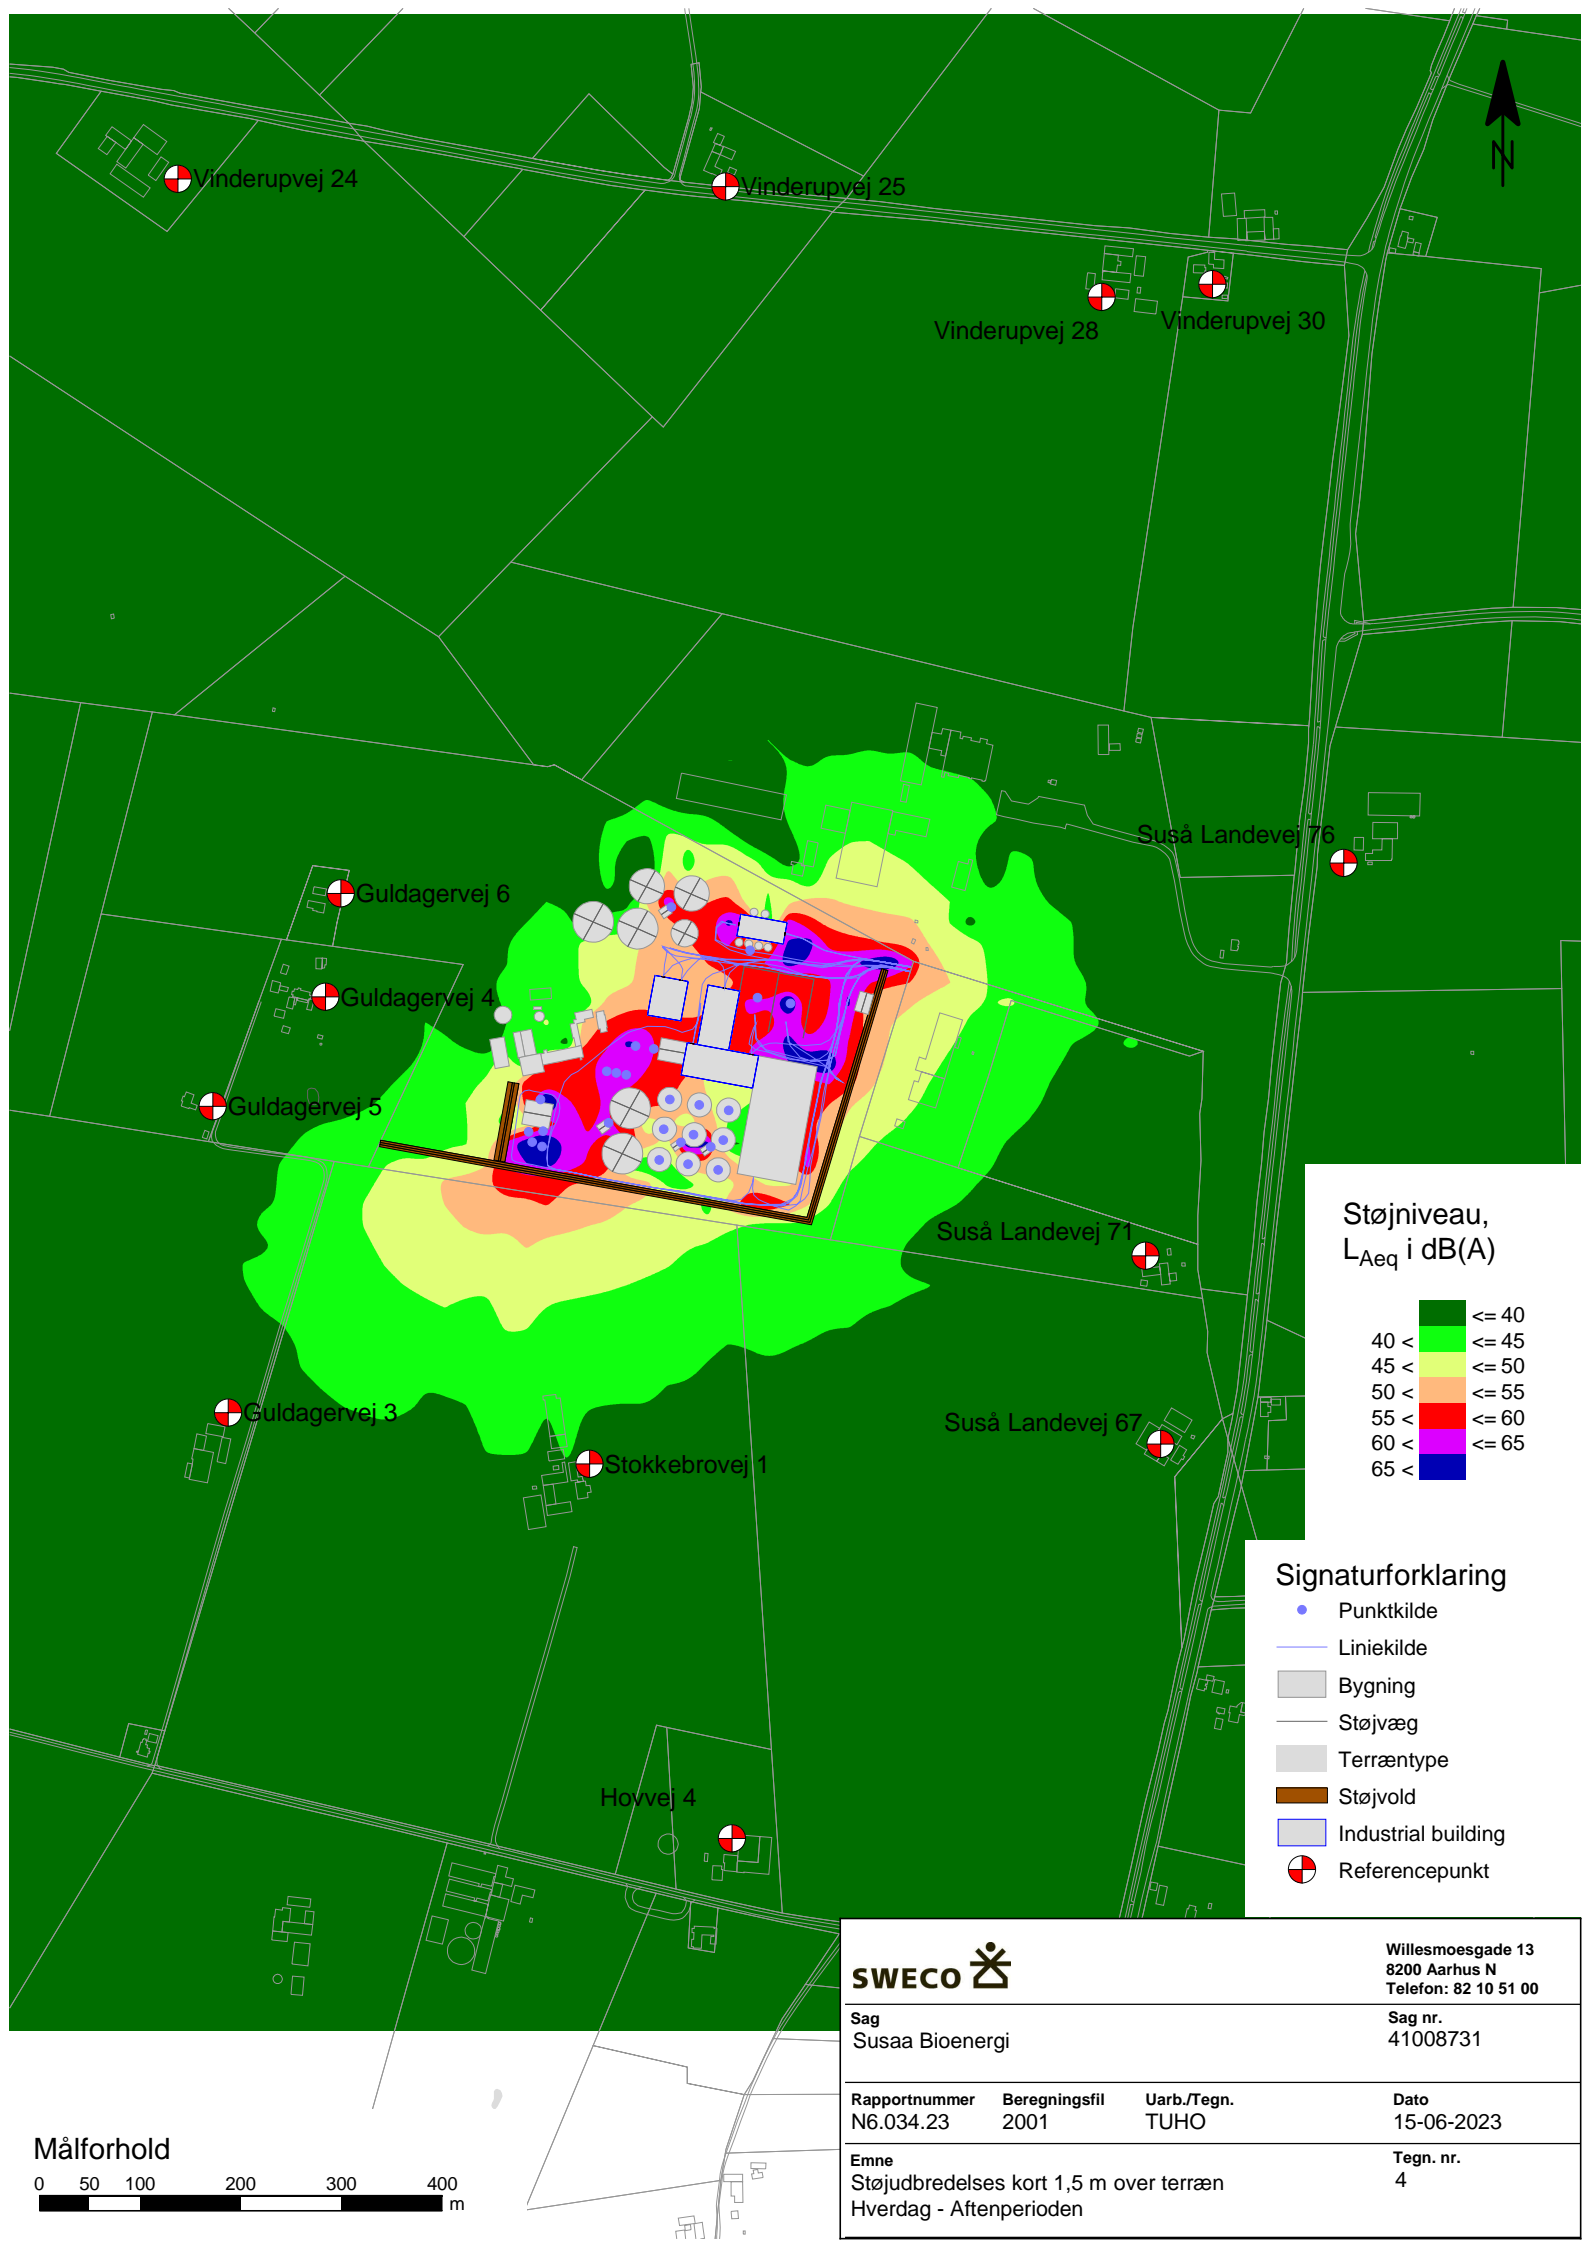 N
Vinderupvej 24
Vinderupvej 25
Vinderupvej 28
Vinderupvej 30
Suså Landevej 76
Guldagervej 6
Guldagervej 4
Guldagervej 5
Suså Landevej 71
Guldagervej 3
Suså Landevej 67
Stokkebrovej 1
Hovvej 4
Støjniveau,
LAeq i dB(A)
<= 40
40 < <= 45
45 < <= 50
50 < <= 55
55 < <= 60
60 < <= 65
65 <
Signaturforklaring
Punktkilde
Liniekilde
Bygning
Støjvæg
Terræntype
Støjvold
Industrial building
Referencepunkt
SWECO
Willesmoesgade 13
8200 Aarhus N
Telefon: 82 10 51 00
Sag
Susaa Bioenergi
Sag nr.
41008731
Rapportnummer Beregningsfil Uarb./Tegn. Dato
N6.034.23 2001 TUHO 15-06-2023
Emne
Støjudbredelses kort 1,5 m over terræn
Hverdag - Aftenperioden
Tegn. nr.
4
Målforhold
0 50 100 200 300 400
m